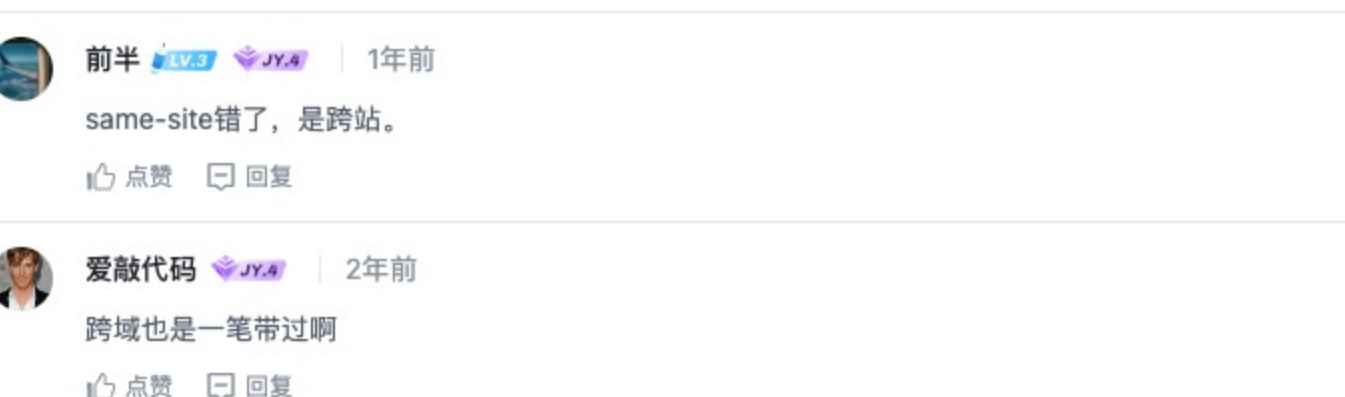 前半 LV.3 JY.4 1年前
same-site错了，是跨站。
点赞 回复
爱敲代码 JY.4 2年前
跨域也是一笔带过啊
点赞 回复